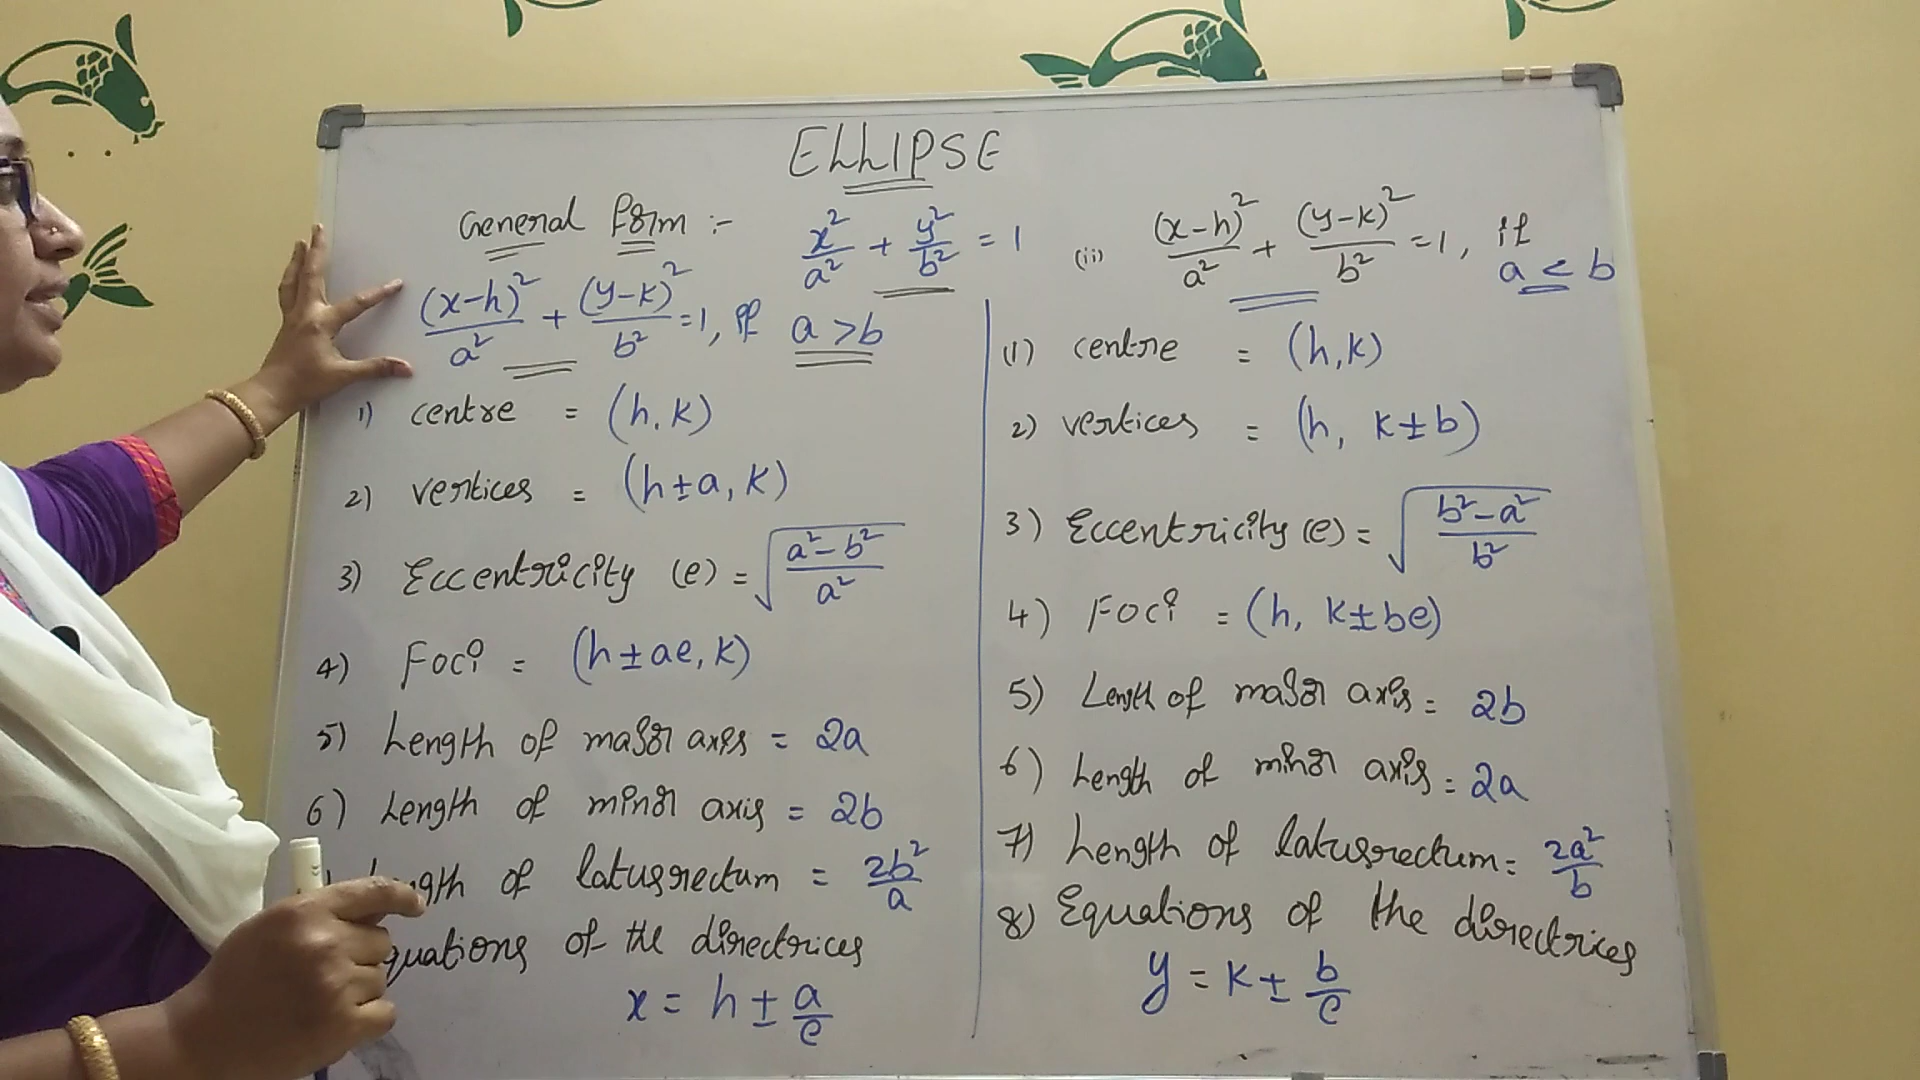 ELLIPSE
General form :- x²/a² + y²/b² = 1
(x-h)²/a² + (y-k)²/b² = 1, if a > b
1) centre = (h, k)
2) vertices = (h ± a, k)
3) Eccentricity (e) = √((a² - b²)/a²)
4) Foci = (h ± ae, k)
5) Length of major axis = 2a
6) Length of minor axis = 2b
of latusrectum = 2b²/a
of the directrices
x = h ± a/e
(ii) (x-h)²/a² + (y-k)²/b² = 1, if a < b
(1) centre = (h, k)
2) vertices = (h, k ± b)
3) Eccentricity (e) = √((b² - a²)/b²)
4) Foci = (h, k ± be)
5) Length of major axis = 2b
6) Length of minor axis = 2a
7) Length of latusrectum = 2a²/b
8) Equations of the directrices
y = k ± b/e